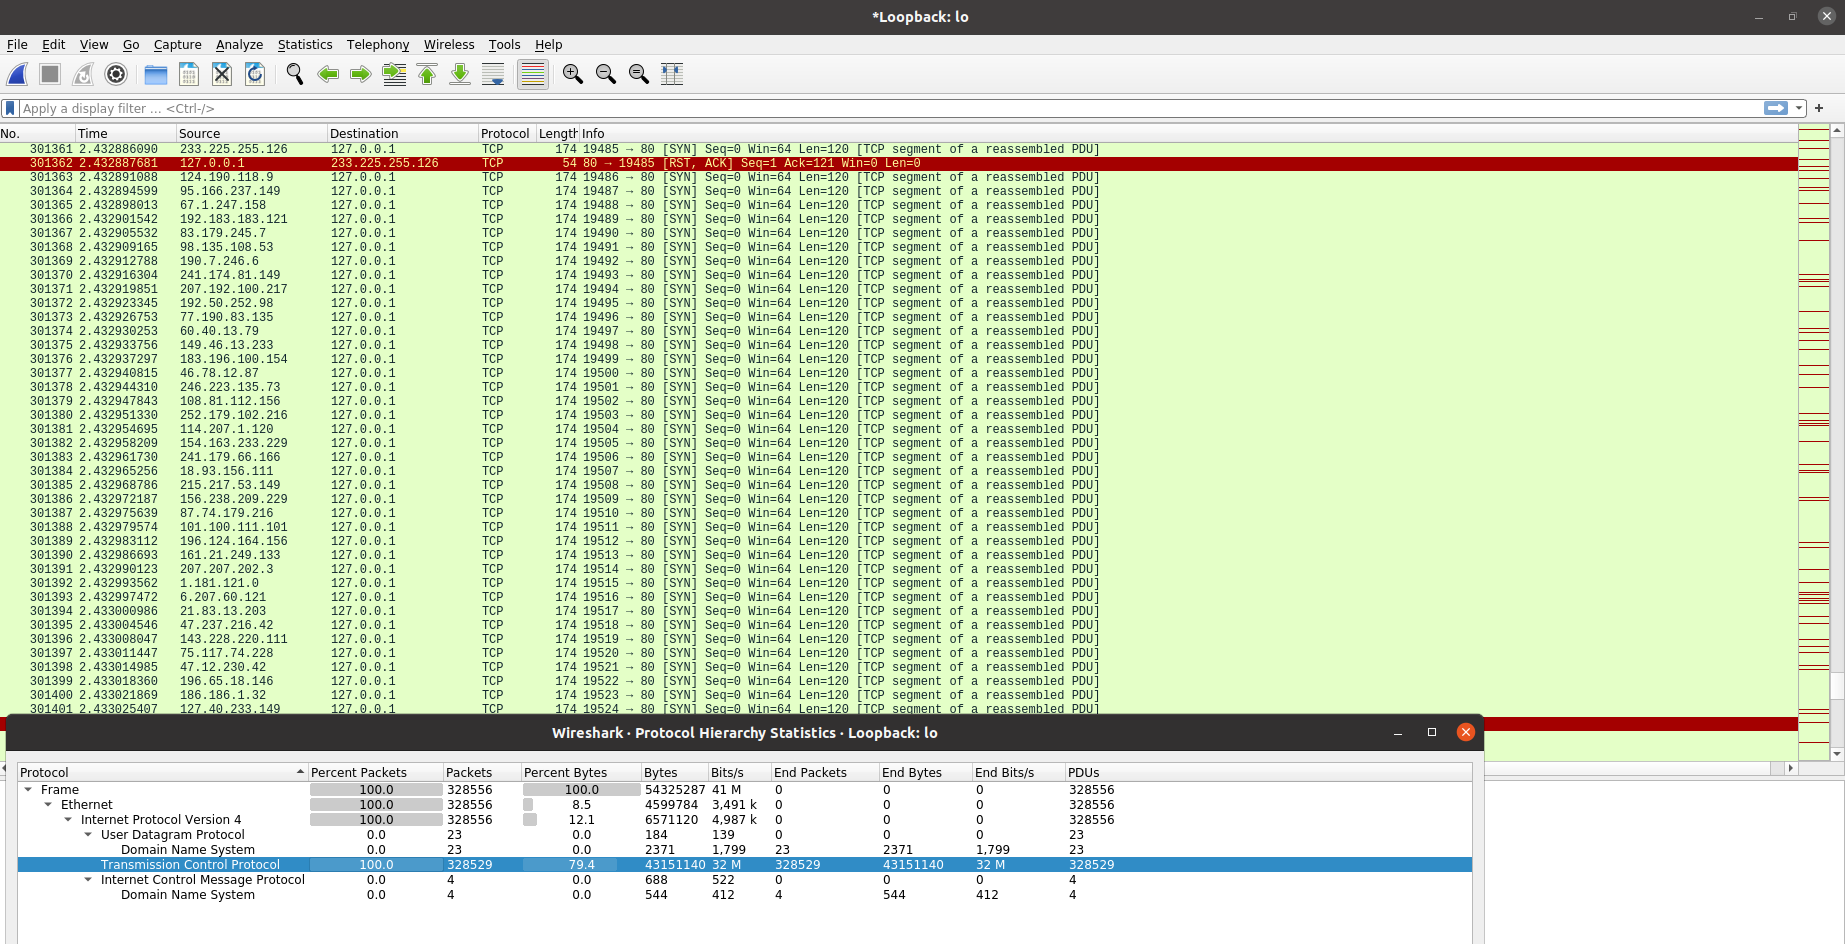 *Loopback: lo
File Edit View Go Capture Analyze Statistics Telephony Wireless Tools Help
Apply a display filter ... <Ctrl-/>
No. Time Source Destination Protocol Length Info
301361 2.432886090 233.225.255.126 127.0.0.1 TCP 174 19485 → 80 [SYN] Seq=0 Win=64 Len=120 [TCP segment of a reassembled PDU]
301362 2.432887681 127.0.0.1 233.225.255.126 TCP 54 80 → 19485 [RST, ACK] Seq=1 Ack=121 Win=0 Len=0
301363 2.432891088 124.190.118.9 127.0.0.1 TCP 174 19486 → 80 [SYN] Seq=0 Win=64 Len=120 [TCP segment of a reassembled PDU]
301364 2.432894599 95.166.237.149 127.0.0.1 TCP 174 19487 → 80 [SYN] Seq=0 Win=64 Len=120 [TCP segment of a reassembled PDU]
301365 2.432898013 67.1.247.158 127.0.0.1 TCP 174 19488 → 80 [SYN] Seq=0 Win=64 Len=120 [TCP segment of a reassembled PDU]
301366 2.432901542 192.183.183.121 127.0.0.1 TCP 174 19489 → 80 [SYN] Seq=0 Win=64 Len=120 [TCP segment of a reassembled PDU]
301367 2.432905532 83.179.245.7 127.0.0.1 TCP 174 19490 → 80 [SYN] Seq=0 Win=64 Len=120 [TCP segment of a reassembled PDU]
301368 2.432909165 98.135.108.53 127.0.0.1 TCP 174 19491 → 80 [SYN] Seq=0 Win=64 Len=120 [TCP segment of a reassembled PDU]
301369 2.432912788 190.7.246.6 127.0.0.1 TCP 174 19492 → 80 [SYN] Seq=0 Win=64 Len=120 [TCP segment of a reassembled PDU]
301370 2.432916304 241.174.81.149 127.0.0.1 TCP 174 19493 → 80 [SYN] Seq=0 Win=64 Len=120 [TCP segment of a reassembled PDU]
301371 2.432919851 207.192.100.217 127.0.0.1 TCP 174 19494 → 80 [SYN] Seq=0 Win=64 Len=120 [TCP segment of a reassembled PDU]
301372 2.432923345 192.50.252.98 127.0.0.1 TCP 174 19495 → 80 [SYN] Seq=0 Win=64 Len=120 [TCP segment of a reassembled PDU]
301373 2.432926753 77.190.83.135 127.0.0.1 TCP 174 19496 → 80 [SYN] Seq=0 Win=64 Len=120 [TCP segment of a reassembled PDU]
301374 2.432930253 60.40.13.79 127.0.0.1 TCP 174 19497 → 80 [SYN] Seq=0 Win=64 Len=120 [TCP segment of a reassembled PDU]
301375 2.432933756 149.46.13.233 127.0.0.1 TCP 174 19498 → 80 [SYN] Seq=0 Win=64 Len=120 [TCP segment of a reassembled PDU]
301376 2.432937297 183.196.100.154 127.0.0.1 TCP 174 19499 → 80 [SYN] Seq=0 Win=64 Len=120 [TCP segment of a reassembled PDU]
301377 2.432940815 46.78.12.87 127.0.0.1 TCP 174 19500 → 80 [SYN] Seq=0 Win=64 Len=120 [TCP segment of a reassembled PDU]
301378 2.432944310 246.223.135.73 127.0.0.1 TCP 174 19501 → 80 [SYN] Seq=0 Win=64 Len=120 [TCP segment of a reassembled PDU]
301379 2.432947843 108.81.112.156 127.0.0.1 TCP 174 19502 → 80 [SYN] Seq=0 Win=64 Len=120 [TCP segment of a reassembled PDU]
301380 2.432951330 252.179.102.216 127.0.0.1 TCP 174 19503 → 80 [SYN] Seq=0 Win=64 Len=120 [TCP segment of a reassembled PDU]
301381 2.432954695 114.207.1.120 127.0.0.1 TCP 174 19504 → 80 [SYN] Seq=0 Win=64 Len=120 [TCP segment of a reassembled PDU]
301382 2.432958209 154.163.233.229 127.0.0.1 TCP 174 19505 → 80 [SYN] Seq=0 Win=64 Len=120 [TCP segment of a reassembled PDU]
301383 2.432961730 241.179.66.166 127.0.0.1 TCP 174 19506 → 80 [SYN] Seq=0 Win=64 Len=120 [TCP segment of a reassembled PDU]
301384 2.432965256 18.93.156.111 127.0.0.1 TCP 174 19507 → 80 [SYN] Seq=0 Win=64 Len=120 [TCP segment of a reassembled PDU]
301385 2.432968786 215.217.53.149 127.0.0.1 TCP 174 19508 → 80 [SYN] Seq=0 Win=64 Len=120 [TCP segment of a reassembled PDU]
301386 2.432972187 156.238.209.229 127.0.0.1 TCP 174 19509 → 80 [SYN] Seq=0 Win=64 Len=120 [TCP segment of a reassembled PDU]
301387 2.432975639 87.74.179.216 127.0.0.1 TCP 174 19510 → 80 [SYN] Seq=0 Win=64 Len=120 [TCP segment of a reassembled PDU]
301388 2.432979574 101.100.111.101 127.0.0.1 TCP 174 19511 → 80 [SYN] Seq=0 Win=64 Len=120 [TCP segment of a reassembled PDU]
301389 2.432983112 196.124.164.156 127.0.0.1 TCP 174 19512 → 80 [SYN] Seq=0 Win=64 Len=120 [TCP segment of a reassembled PDU]
301390 2.432986693 161.21.249.133 127.0.0.1 TCP 174 19513 → 80 [SYN] Seq=0 Win=64 Len=120 [TCP segment of a reassembled PDU]
301391 2.432990123 207.207.202.3 127.0.0.1 TCP 174 19514 → 80 [SYN] Seq=0 Win=64 Len=120 [TCP segment of a reassembled PDU]
301392 2.432993562 1.181.121.0 127.0.0.1 TCP 174 19515 → 80 [SYN] Seq=0 Win=64 Len=120 [TCP segment of a reassembled PDU]
301393 2.432997472 6.207.60.121 127.0.0.1 TCP 174 19516 → 80 [SYN] Seq=0 Win=64 Len=120 [TCP segment of a reassembled PDU]
301394 2.433000986 21.83.13.203 127.0.0.1 TCP 174 19517 → 80 [SYN] Seq=0 Win=64 Len=120 [TCP segment of a reassembled PDU]
301395 2.433004546 47.237.216.42 127.0.0.1 TCP 174 19518 → 80 [SYN] Seq=0 Win=64 Len=120 [TCP segment of a reassembled PDU]
301396 2.433008047 143.228.220.111 127.0.0.1 TCP 174 19519 → 80 [SYN] Seq=0 Win=64 Len=120 [TCP segment of a reassembled PDU]
301397 2.433011447 75.117.74.228 127.0.0.1 TCP 174 19520 → 80 [SYN] Seq=0 Win=64 Len=120 [TCP segment of a reassembled PDU]
301398 2.433014985 47.12.230.42 127.0.0.1 TCP 174 19521 → 80 [SYN] Seq=0 Win=64 Len=120 [TCP segment of a reassembled PDU]
301399 2.433018360 196.65.18.146 127.0.0.1 TCP 174 19522 → 80 [SYN] Seq=0 Win=64 Len=120 [TCP segment of a reassembled PDU]
301400 2.433021869 186.186.1.32 127.0.0.1 TCP 174 19523 → 80 [SYN] Seq=0 Win=64 Len=120 [TCP segment of a reassembled PDU]
301401 2.433025407 127.40.233.149 127.0.0.1 TCP 174 19524 → 80 [SYN] Seq=0 Win=64 Len=120 [TCP segment of a reassembled PDU]
Wireshark · Protocol Hierarchy Statistics · Loopback: lo
Protocol Percent Packets Packets Percent Bytes Bytes Bits/s End Packets End Bytes End Bits/s PDUs
Frame 100.0 328556 100.0 54325287 41 M 0 0 0 328556
Ethernet 100.0 328556 8.5 4599784 3,491 k 0 0 0 328556
Internet Protocol Version 4 100.0 328556 12.1 6571120 4,987 k 0 0 0 328556
User Datagram Protocol 0.0 23 0.0 184 139 0 0 0 23
Domain Name System 0.0 23 0.0 2371 1,799 23 2371 1,799 23
Transmission Control Protocol 100.0 328529 79.4 43151140 32 M 328529 43151140 32 M 328529
Internet Control Message Protocol 0.0 4 0.0 688 522 0 0 0 4
Domain Name System 0.0 4 0.0 544 412 4 544 412 4